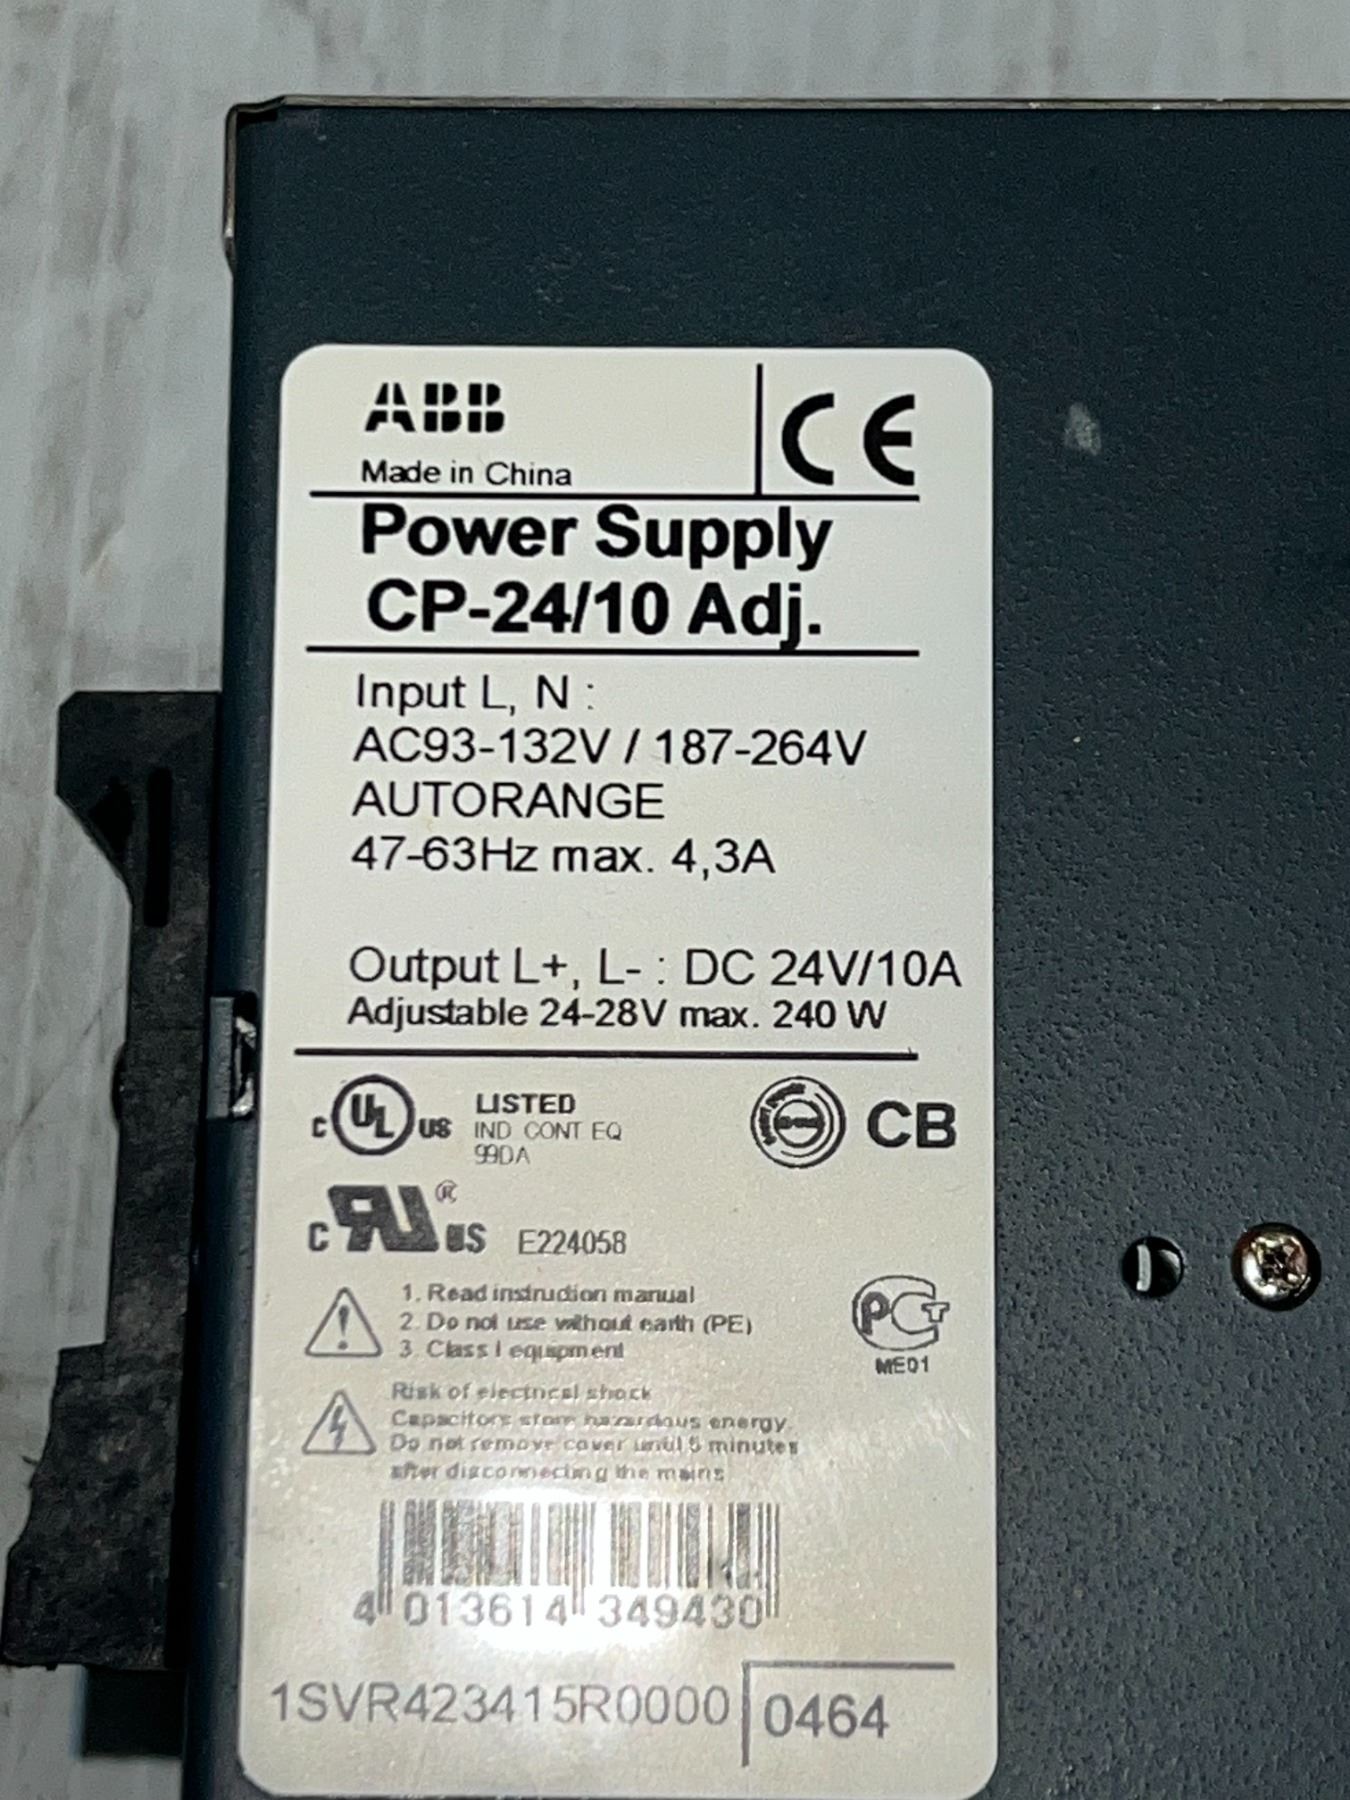 ABB
CE
Made in China
Power Supply
CP-24/10 Adj.
Input L, N :
AC93-132V / 187-264V
AUTORANGE
47-63Hz max. 4,3A
Output L+, L- : DC 24V/10A
Adjustable 24-28V max. 240 W
c UL US LISTED
IND CONT EQ
99DA
CB
c RU ® US E224058
1. Read instruction manual
2. Do not use without earth (PE)
3. Class I equipment
PCT
ME01
Risk of electrical shock
Capacitors store hazardous energy.
Do not remove cover until 5 minutes
after disconnecting the mains
4 013614 349430
1SVR423415R0000 0464